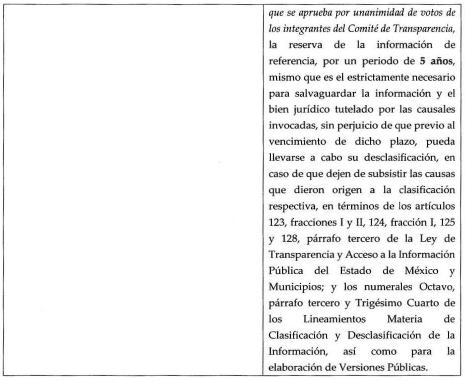 que se aprueba por unanimidad de votos de
los integrantes del Comité de Transparencia,
la reserva de la información de
referencia, por un periodo de 5 años,
mismo que es el estrictamente necesario
para salvaguardar la información y el
bien jurídico tutelado por las causales
invocadas, sin perjuicio de que previo al
vencimiento de dicho plazo, pueda
llevarse a cabo su desclasificación, en
caso de que dejen de subsistir las causas
que dieron origen a la clasificación
respectiva, en términos de los artículos
123, fracciones I y II, 124, fracción I, 125
y 128, párrafo tercero de la Ley de
Transparencia y Acceso a la Información
Pública del Estado de México y
Municipios; y los numerales Octavo,
párrafo tercero y Trigésimo Cuarto de
los Lineamientos Materia de
Clasificación y Desclasificación de la
Información, así como para la
elaboración de Versiones Públicas.